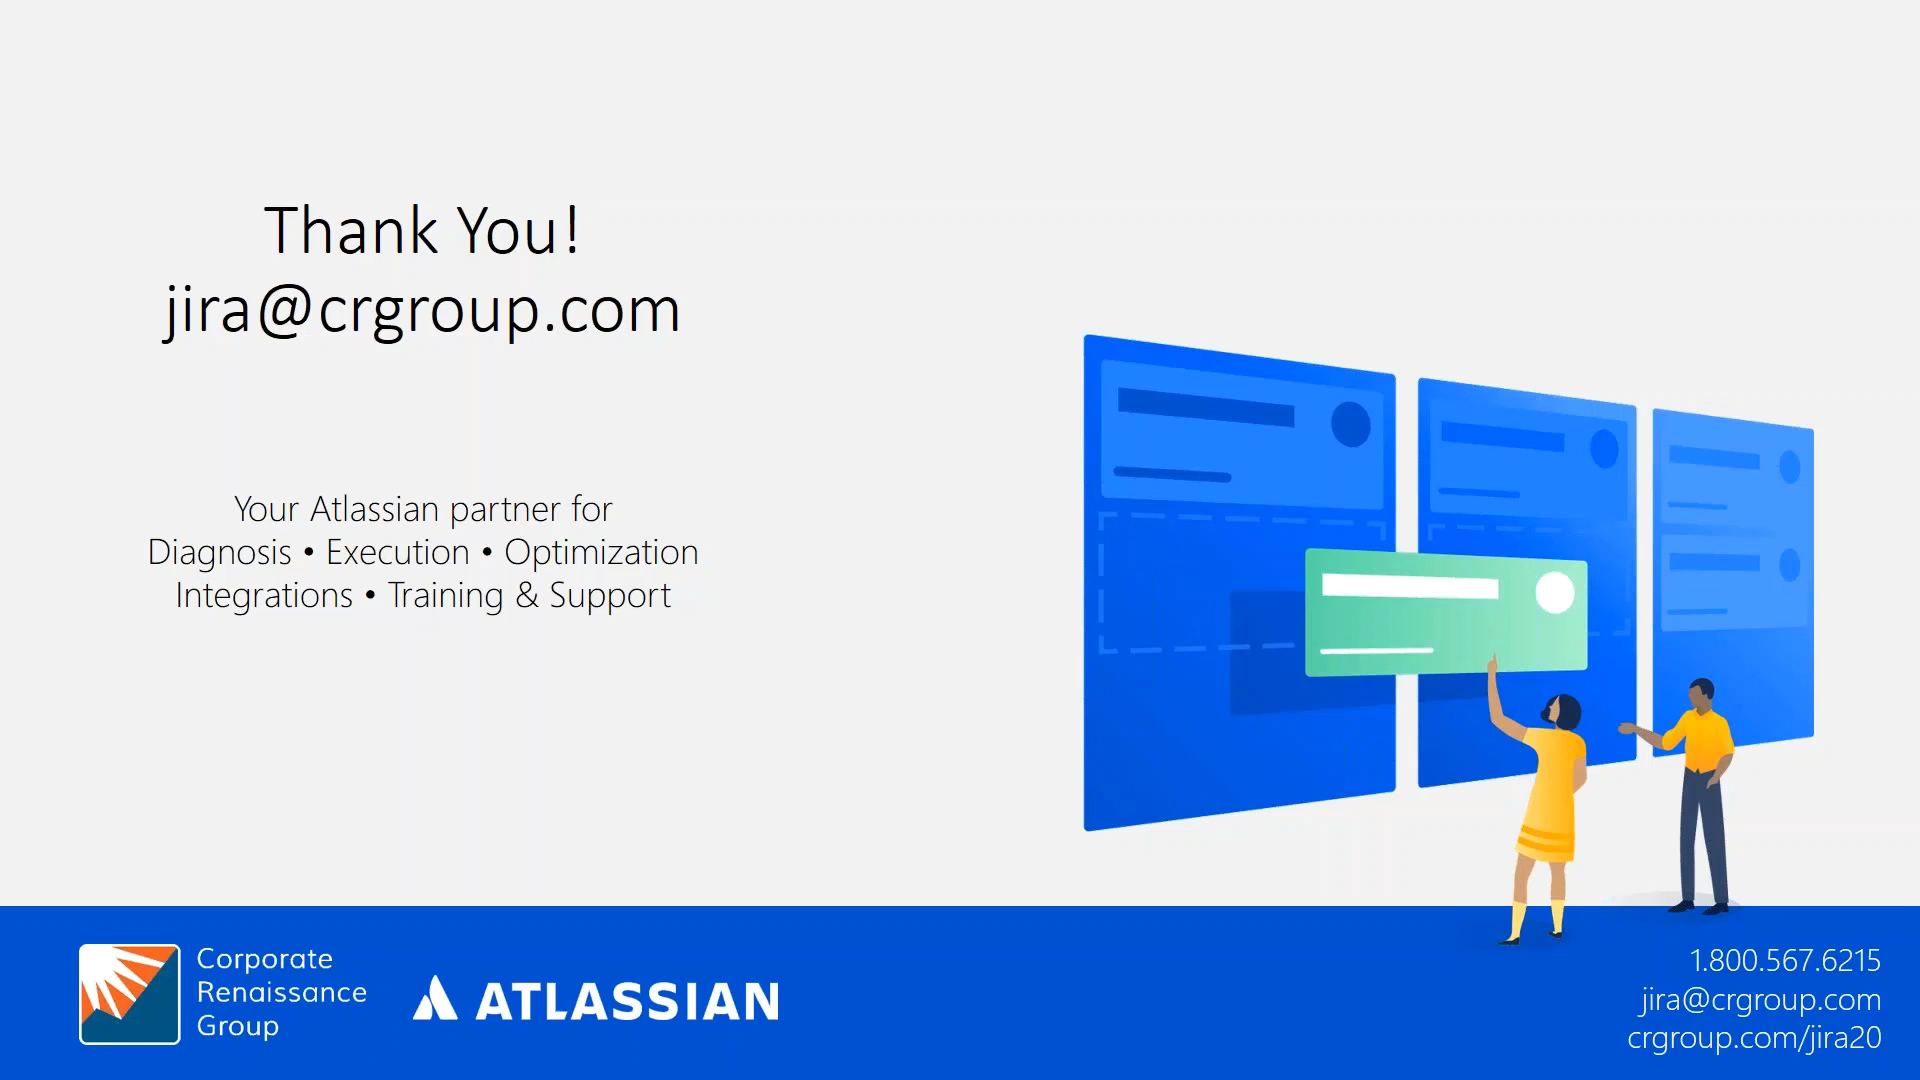 Thank You!
jira@crgroup.com
Your Atlassian partner for
Diagnosis • Execution • Optimization
Integrations • Training & Support
Corporate
Renaissance
Group
ATLASSIAN
1.800.567.6215
jira@crgroup.com
crgroup.com/jira20